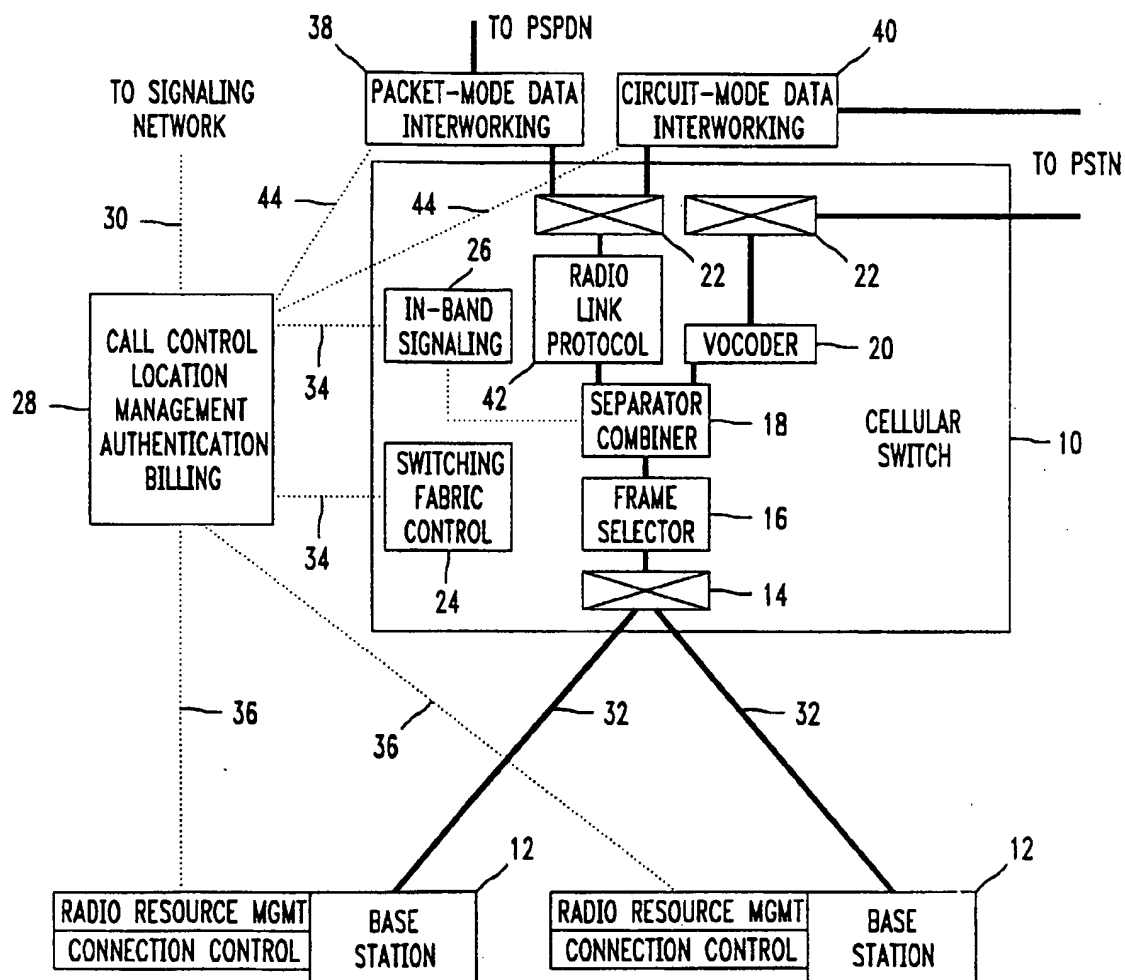 TO PSPDN
38
40
PACKET-MODE DATA
INTERWORKING
CIRCUIT-MODE DATA
INTERWORKING
TO SIGNALING
NETWORK
TO PSTN
44
44
30
26
22
22
IN-BAND
SIGNALING
RADIO
LINK
PROTOCOL
VOCODER
20
34
42
28
CALL CONTROL
LOCATION
MANAGEMENT
AUTHENTICATION
BILLING
SEPARATOR
COMBINER
18
CELLULAR
SWITCH
10
SWITCHING
FABRIC
CONTROL
FRAME
SELECTOR
16
34
24
14
36
36
32
32
12
12
RADIO RESOURCE MGMT
CONNECTION CONTROL
BASE
STATION
RADIO RESOURCE MGMT
CONNECTION CONTROL
BASE
STATION